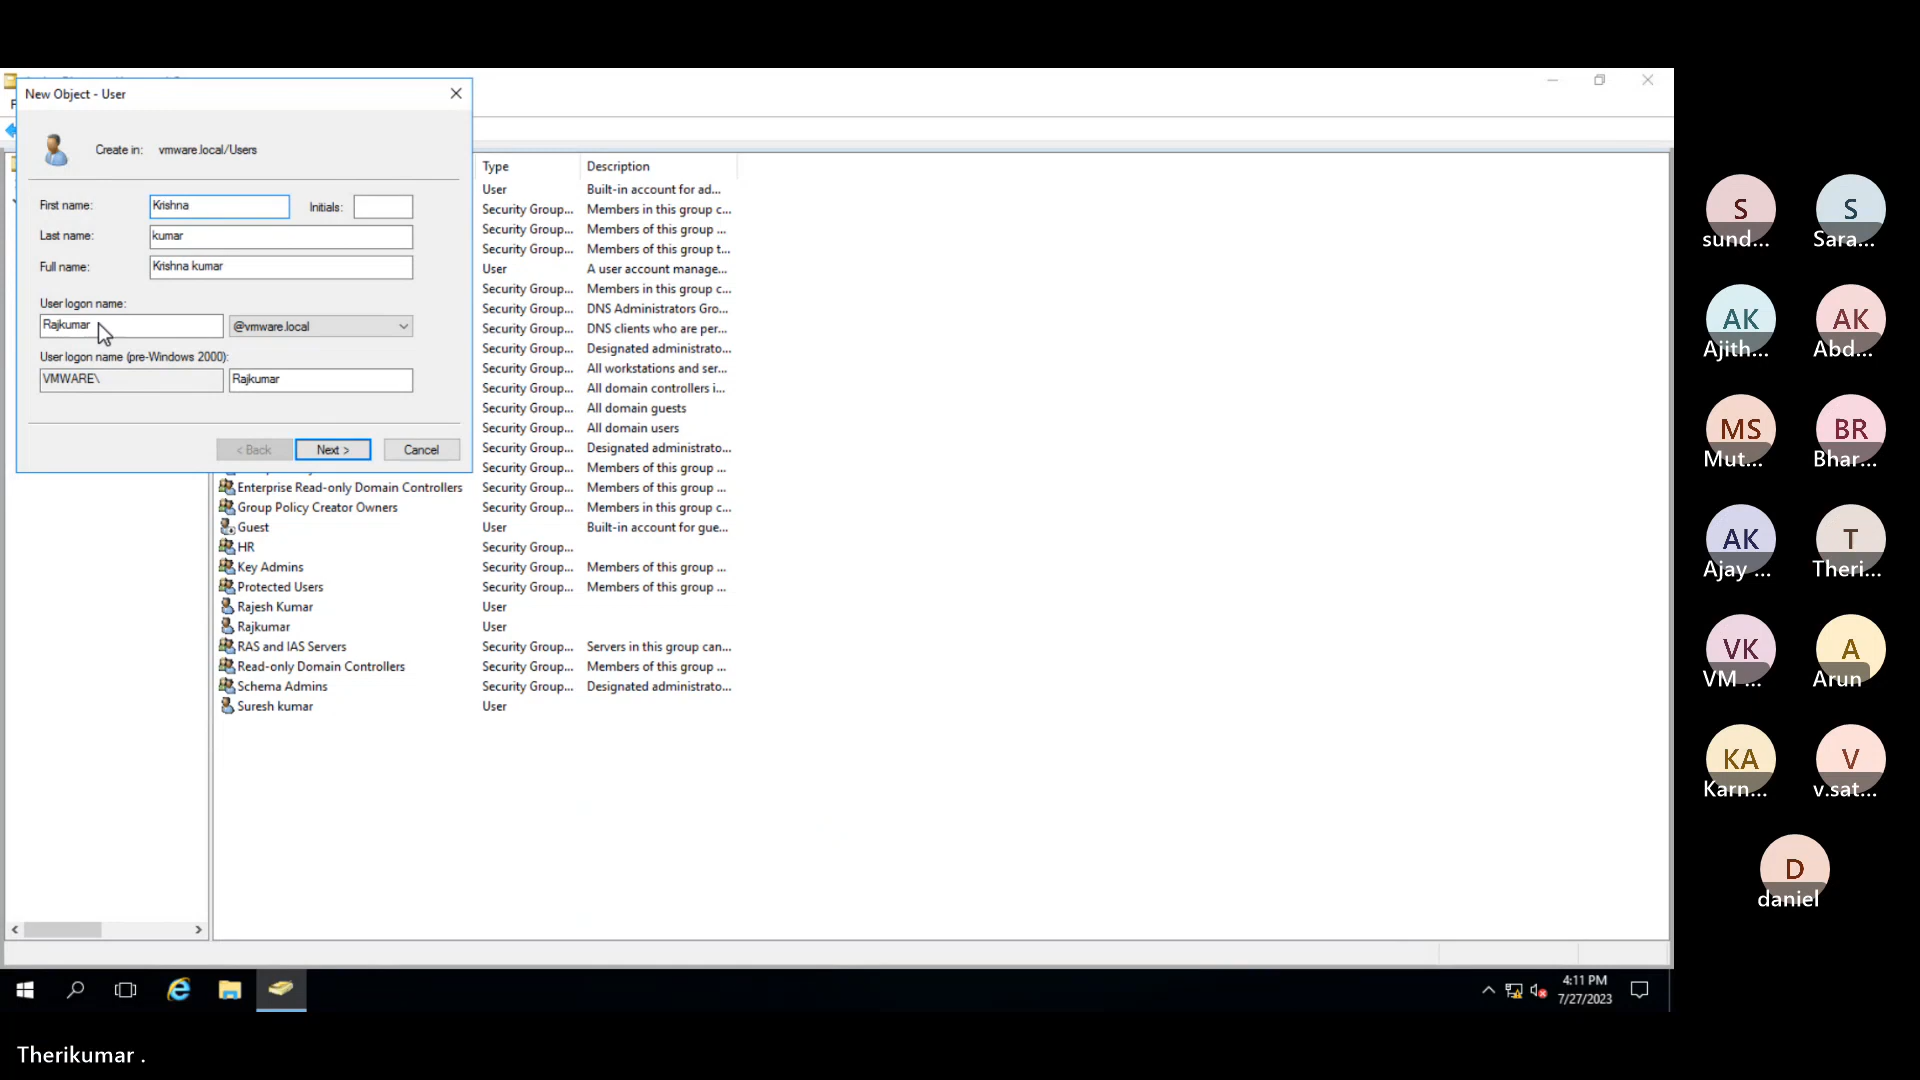 New Object - User
Create in: vmware.local/Users
First name: Krishna Initials:
Last name: kumar
Full name: Krishna kumar
User logon name:
Rajkumar @vmware.local
User logon name (pre-Windows 2000):
VMWARE\ Rajkumar
< Back Next > Cancel
Type Description
User Built-in account for ad...
Security Group... Members in this group c...
Security Group... Members of this group ...
Security Group... Members of this group t...
User A user account manage...
Security Group... Members in this group c...
Security Group... DNS Administrators Gro...
Security Group... DNS clients who are per...
Security Group... Designated administrato...
Security Group... All workstations and ser...
Security Group... All domain controllers i...
Security Group... All domain guests
Security Group... All domain users
Security Group... Designated administrato...
Security Group... Members of this group ...
Enterprise Read-only Domain Controllers Security Group... Members of this group ...
Group Policy Creator Owners Security Group... Members in this group c...
Guest User Built-in account for gue...
HR Security Group...
Key Admins Security Group... Members of this group ...
Protected Users Security Group... Members of this group ...
Rajesh Kumar User
Rajkumar User
RAS and IAS Servers Security Group... Servers in this group can...
Read-only Domain Controllers Security Group... Members of this group ...
Schema Admins Security Group... Designated administrato...
Suresh kumar User
4:11 PM
7/27/2023
S S
sund... Sara...
AK AK
Ajith... Abd...
MS BR
Mut... Bhar...
AK T
Ajay ... Theri...
VK A
VM ... Arun
KA V
Karn... v.sat...
D
daniel
Therikumar .